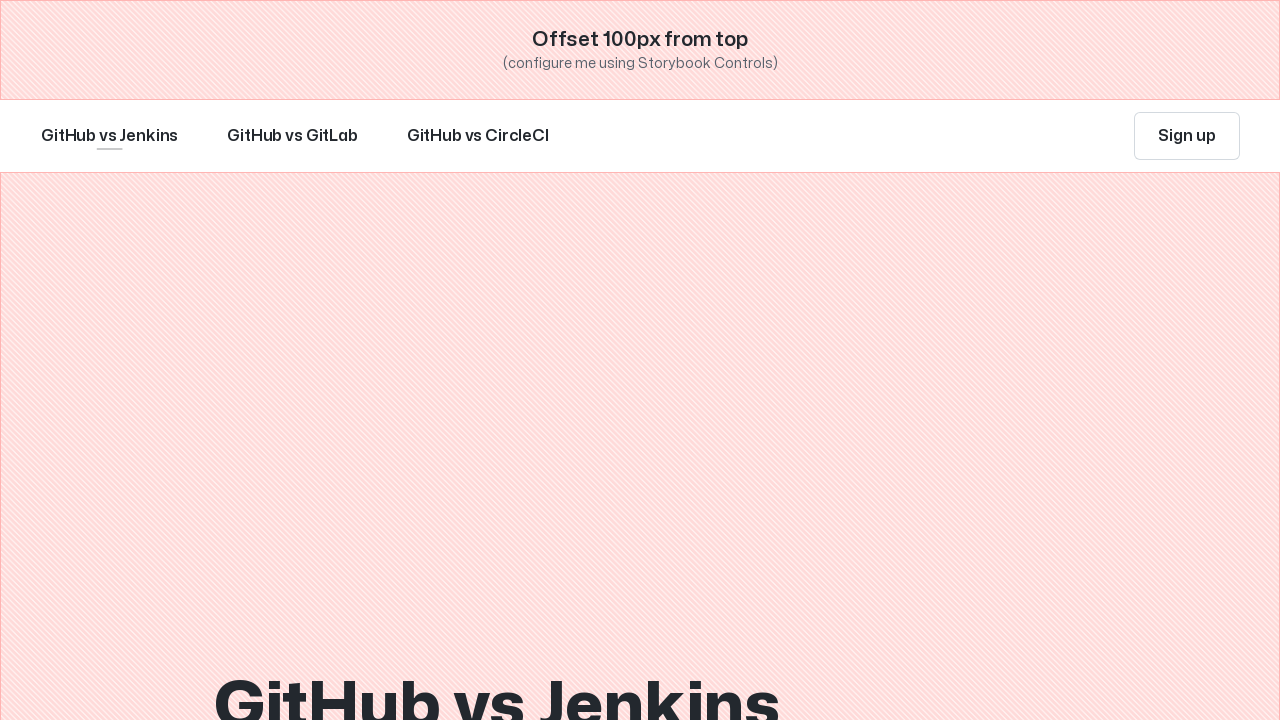 Offset 100px from top
(configure me using Storybook Controls)
GitHub vs Jenkins
GitHub vs GitLab
GitHub vs CircleCI
Sign up
GitHub vs Jenkins